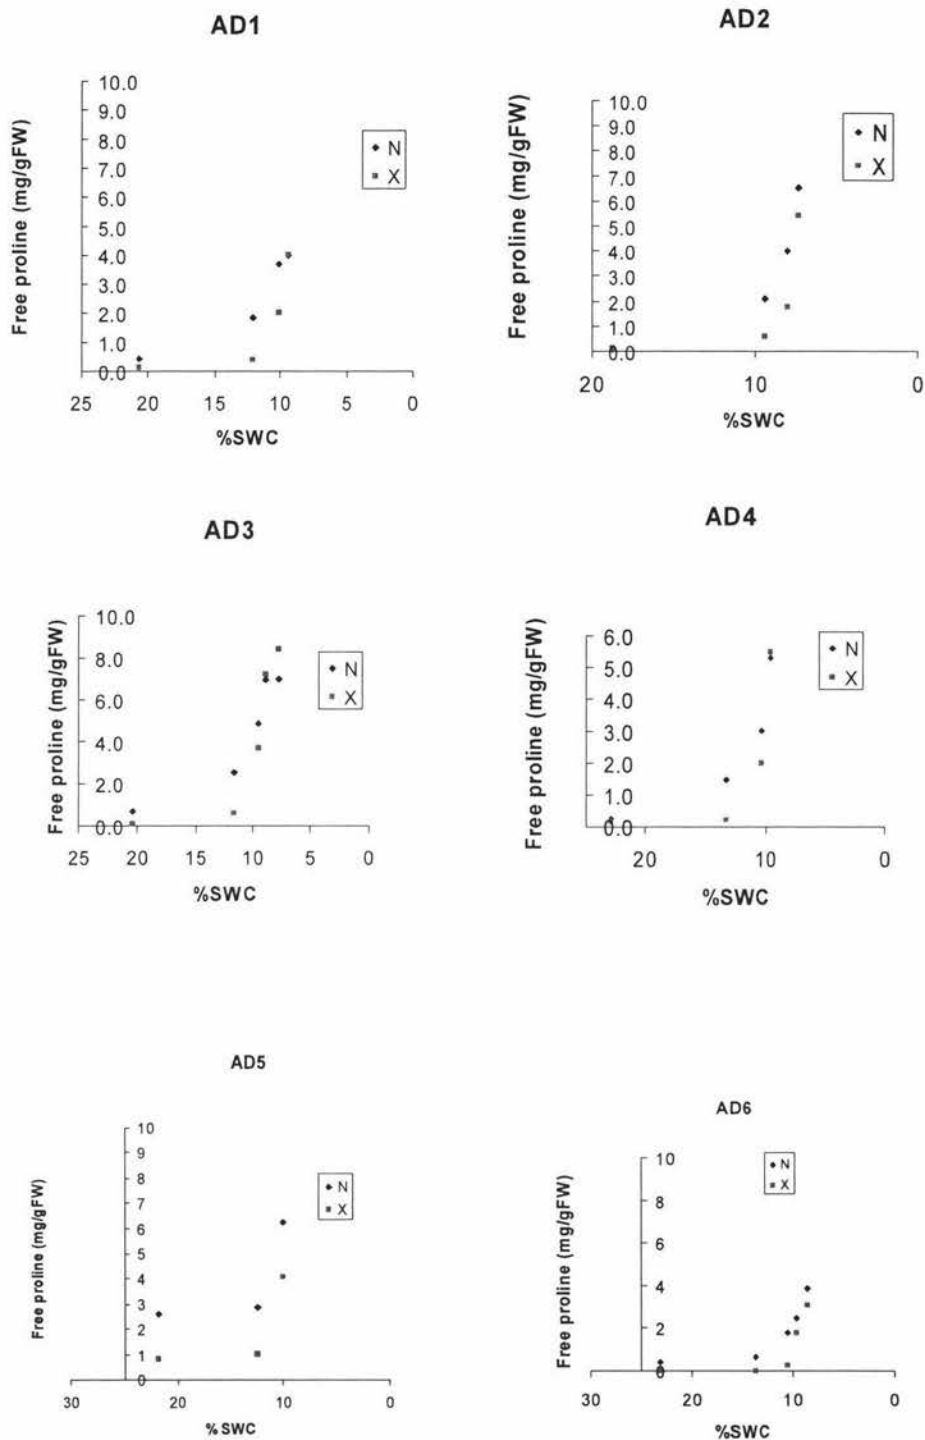 AD1
Free proline (mg/gFW)
10.0
9.0
8.0
7.0
6.0
5.0
4.0
3.0
2.0
1.0
0.0
25 20 15 10 5 0
%SWC
N
X
AD2
Free proline (mg/gFW)
10.0
9.0
8.0
7.0
6.0
5.0
4.0
3.0
2.0
1.0
0.0
20 10 0
%SWC
N
X
AD3
Free proline (mg/gFW)
10.0
8.0
6.0
4.0
2.0
0.0
25 20 15 10 5 0
%SWC
N
X
AD4
Free proline (mg/gFW)
6.0
5.0
4.0
3.0
2.0
1.0
0.0
20 10 0
%SWC
N
X
AD5
Free proline (mg/gFW)
10
9
8
7
6
5
4
3
2
1
0
30 20 10 0
%SWC
N
X
AD6
Free proline (mg/gFW)
10
8
6
4
2
0
30 20 10 0
%SWC
N
X